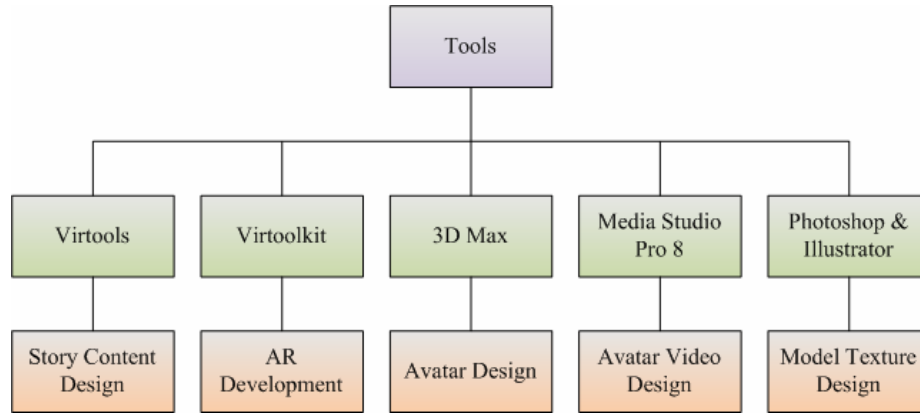 Tools
Virtools
Virtoolkit
3D Max
Media Studio
Pro 8
Photoshop &
Illustrator
Story Content
Design
AR
Development
Avatar Design
Avatar Video
Design
Model Texture
Design